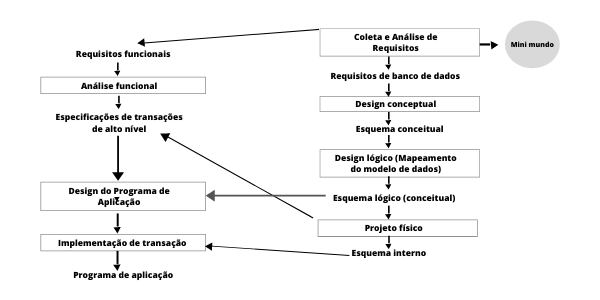 Coleta e Análise de
Requisitos
Mini mundo
Requisitos funcionais
Requisitos de banco de dados
Análise funcional
Design conceptual
Especificações de transações
de alto nível
Esquema conceitual
Design lógico (Mapeamento
do modelo de dados)
Design do Programa de
Aplicação
Esquema lógico (conceitual)
Projeto físico
Implementação de transação
Esquema interno
Programa de aplicação